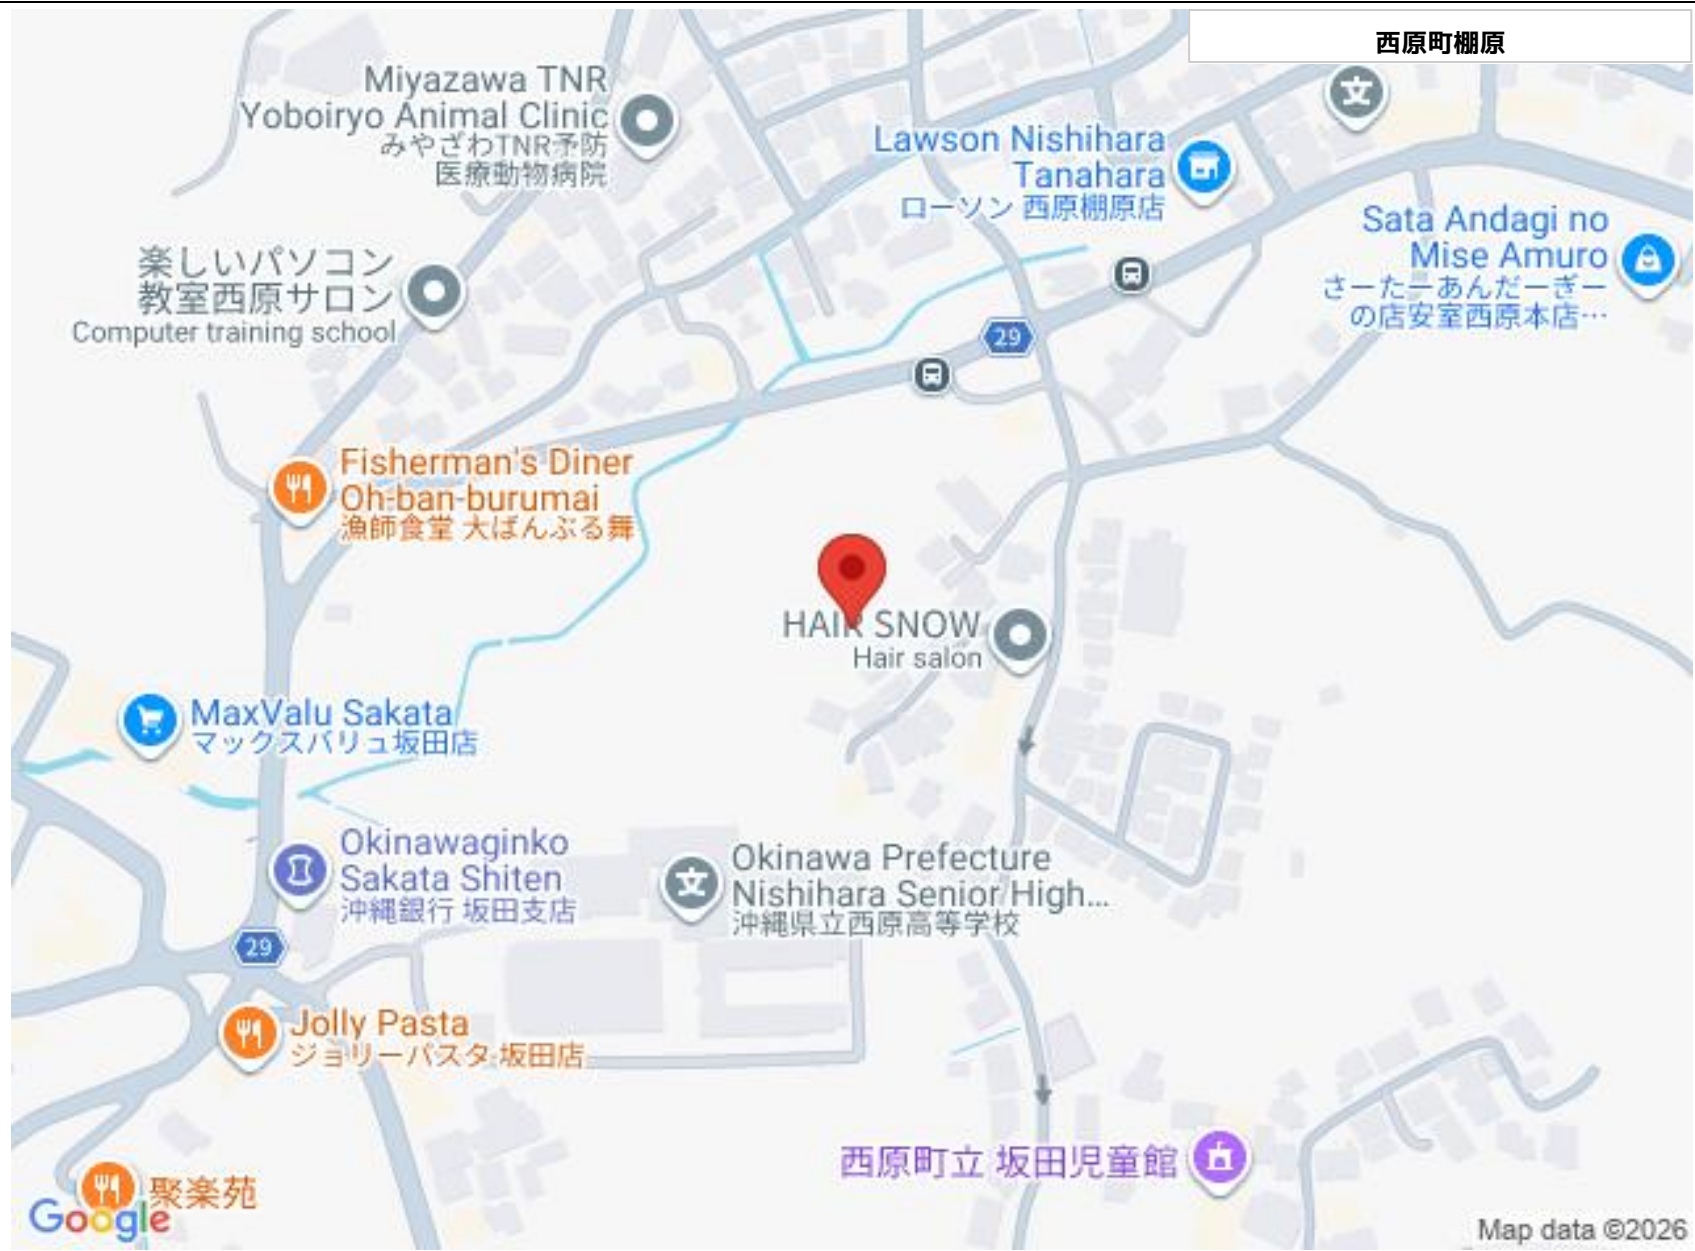 西原町棚原
Miyazawa TNR
Yoboiryo Animal Clinic
みやざわTNR予防
医療動物病院
Lawson Nishihara
Tanahara
ローソン 西原棚原店
Sata Andagi no
Mise Amuro
さーたーあんだーぎー
の店安室西原本店…
楽しいパソコン
教室西原サロン
Computer training school
29
Fisherman's Diner
Oh-ban-burumai
漁師食堂 大ばんぶる舞
HAIR SNOW
Hair salon
MaxValu Sakata
マックスバリュ坂田店
Okinawaginko
Sakata Shiten
沖縄銀行 坂田支店
Okinawa Prefecture
Nishihara Senior High...
沖縄県立西原高等学校
29
Jolly Pasta
ジョリーパスタ 坂田店
西原町立 坂田児童館
聚楽苑
Google
Map data ©2026